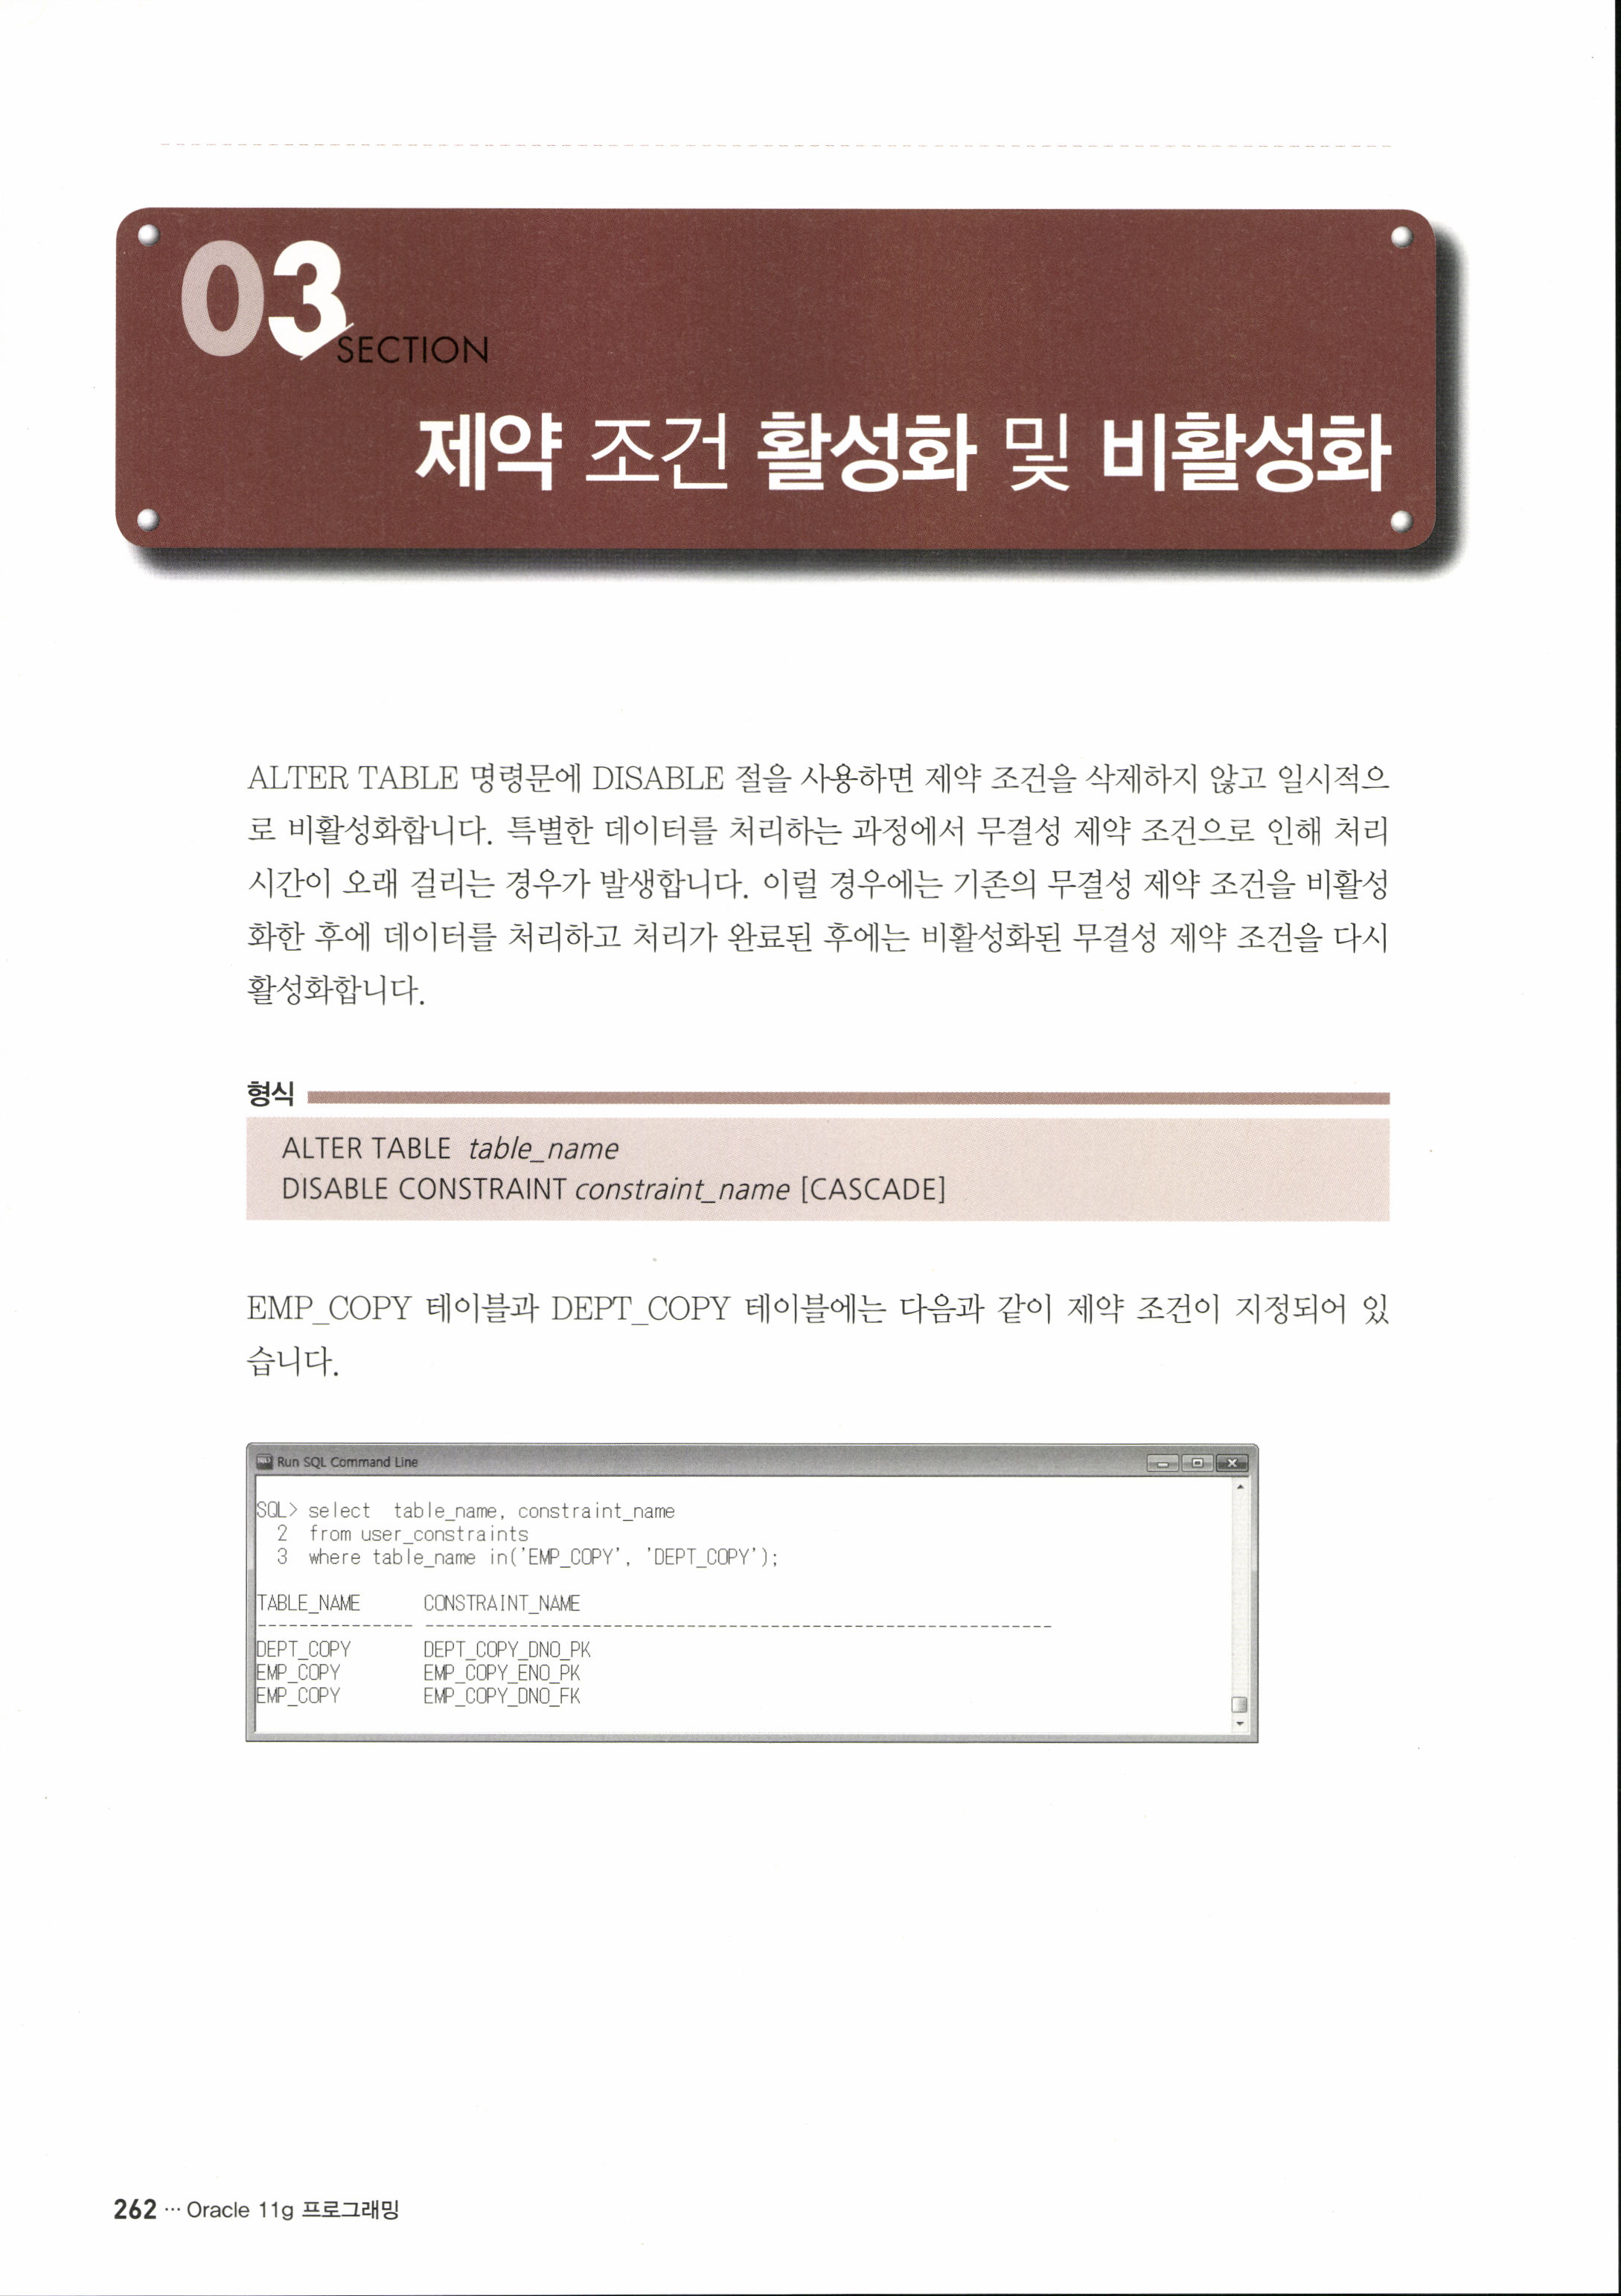 03 SECTION
제약 조건 활성화 및 비활성화
ALTER TABLE 명령문에 DISABLE 절을 사용하면 제약 조건을 삭제하지 않고 일시적으
로 비활성화합니다. 특별한 데이터를 처리하는 과정에서 무결성 제약 조건으로 인해 처리
시간이 오래 걸리는 경우가 발생합니다. 이럴 경우에는 기존의 무결성 제약 조건을 비활성
화한 후에 데이터를 처리하고 처리가 완료된 후에는 비활성화된 무결성 제약 조건을 다시
활성화합니다.
형식
ALTER TABLE table_name
DISABLE CONSTRAINT constraint_name [CASCADE]
EMP_COPY 테이블과 DEPT_COPY 테이블에는 다음과 같이 제약 조건이 지정되어 있
습니다.
Run SQL Command Line
SQL> select  table_name, constraint_name
2  from user_constraints
3  where table_name in('EMP_COPY', 'DEPT_COPY');
TABLE_NAME CONSTRAINT_NAME
--------------- ------------------------------------------------------------
DEPT_COPY DEPT_COPY_DNO_PK
EMP_COPY EMP_COPY_ENO_PK
EMP_COPY EMP_COPY_DNO_FK
262 ··· Oracle 11g 프로그래밍